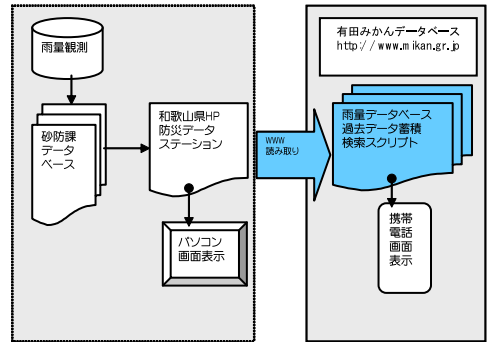 雨量観測
砂防課
データ
ベース
和歌山県HP
防災データ
ステーション
パソコン
画面表示
WWW
読み取り
有田みかんデータベース
http://www.mikan.gr.jp
雨量データベース
過去データ蓄積
検索スクリプト
携帯
電話
画面
表示